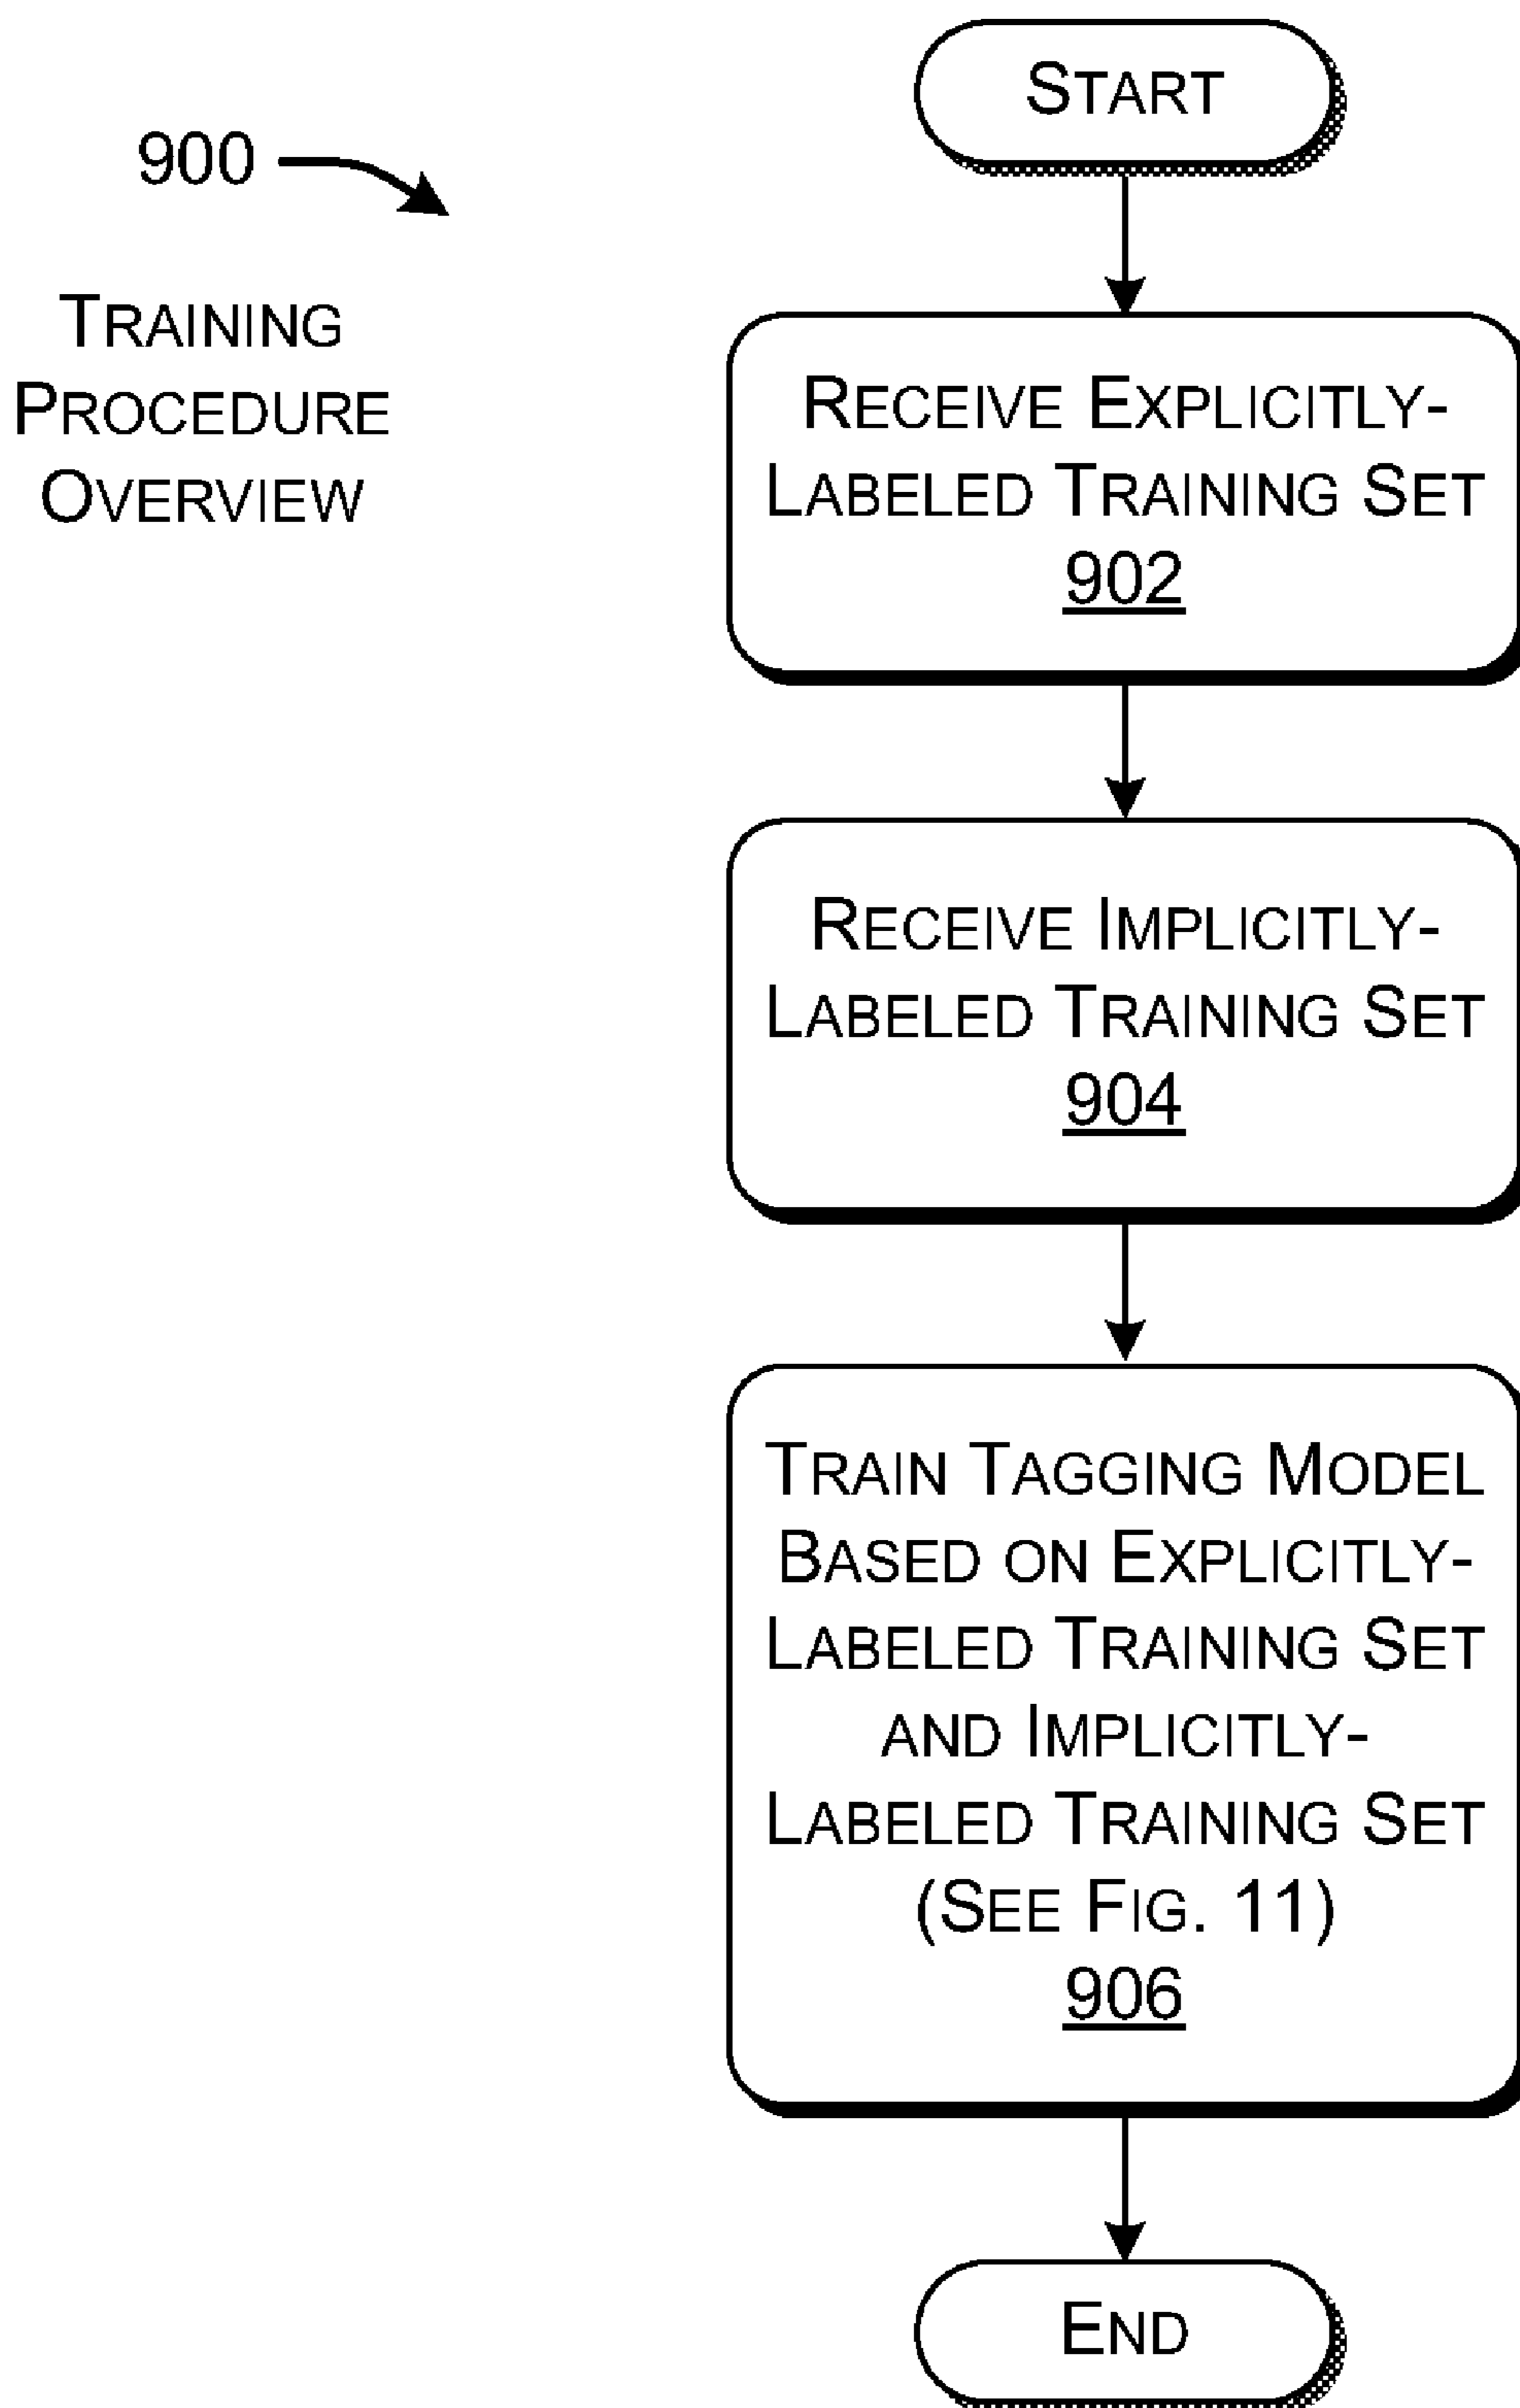 START
900
TRAINING
PROCEDURE
OVERVIEW
RECEIVE EXPLICITLY-
LABELED TRAINING SET
902
RECEIVE IMPLICITLY-
LABELED TRAINING SET
904
TRAIN TAGGING MODEL
BASED ON EXPLICITLY-
LABELED TRAINING SET
AND IMPLICITLY-
LABELED TRAINING SET
(SEE FIG. 11)
906
END